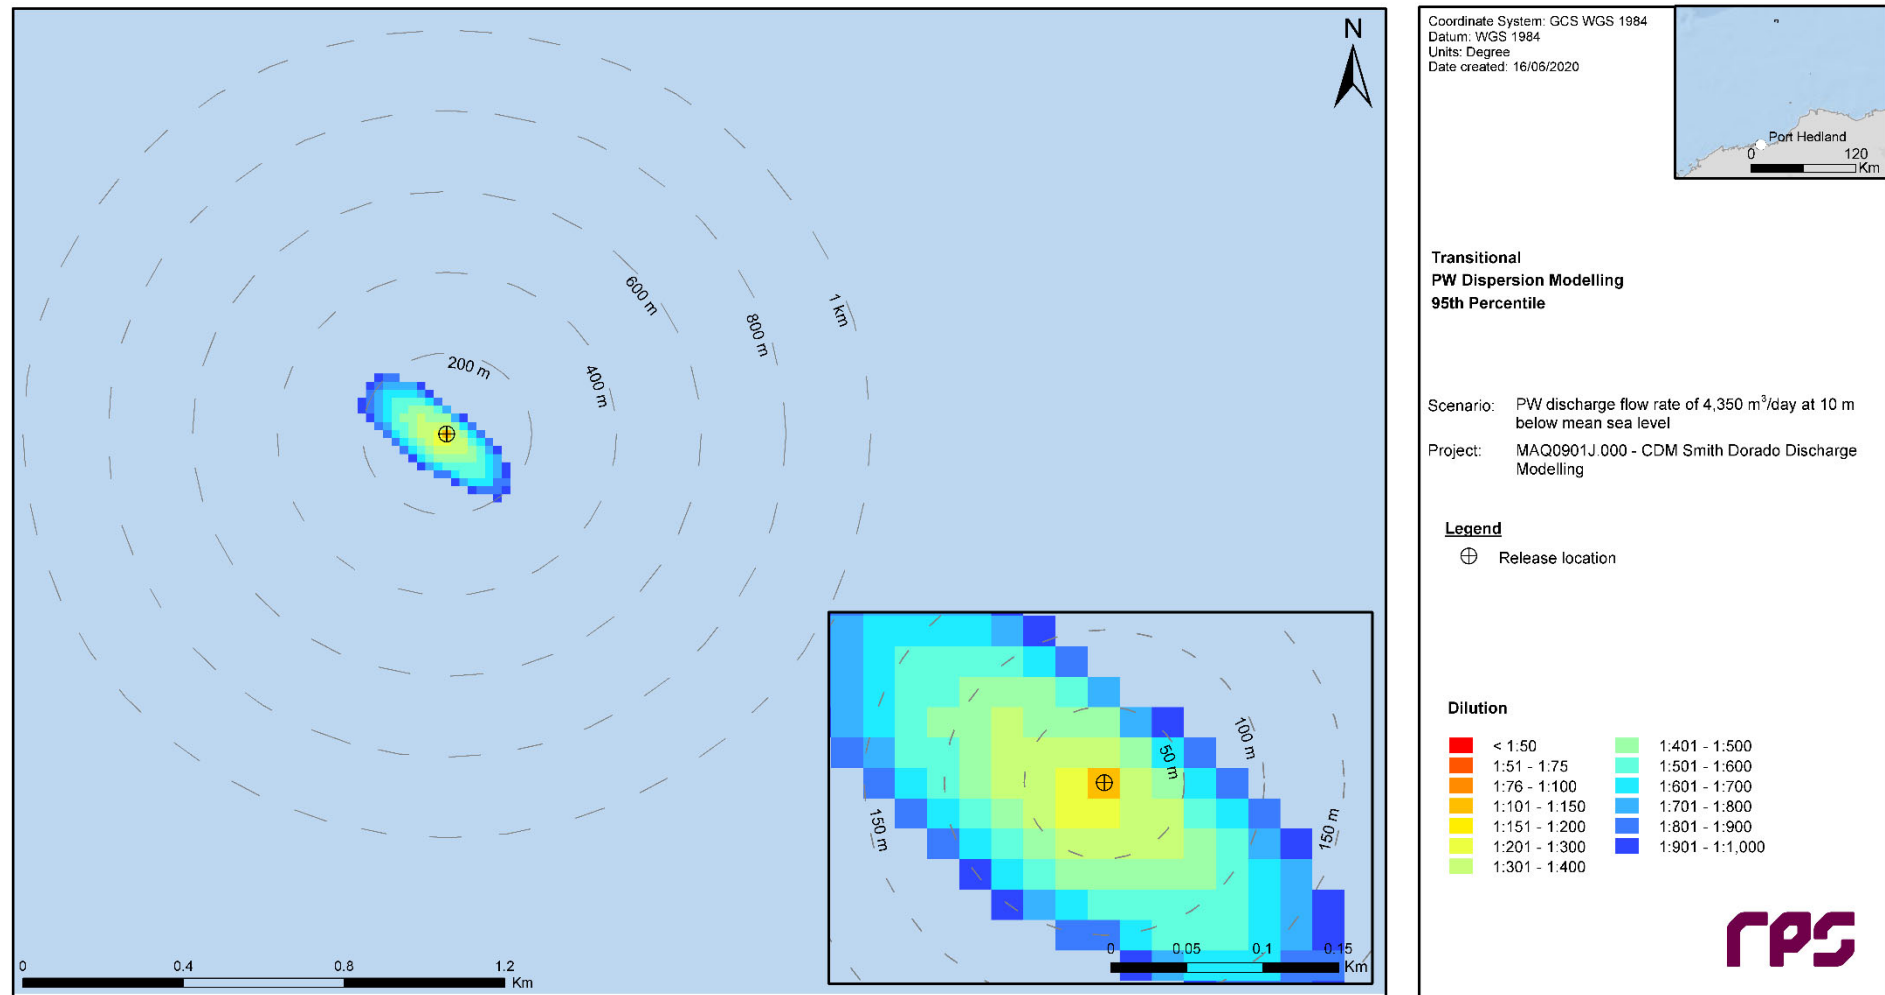 N
1 km
600 m
800 m
200 m
400 m
100 m
50 m
150 m
150 m
0 0.05 0.1 0.15
Km
0 0.4 0.8 1.2
Km
Coordinate System: GCS WGS 1984
Datum: WGS 1984
Units: Degree
Date created: 16/06/2020
Port Hedland
0 120
Km
Transitional
PW Dispersion Modelling
95th Percentile
Scenario: PW discharge flow rate of 4,350 m³/day at 10 m
below mean sea level
Project: MAQ0901J.000 - CDM Smith Dorado Discharge
Modelling
Legend
Release location
Dilution
< 1:50
1:51 - 1:75
1:76 - 1:100
1:101 - 1:150
1:151 - 1:200
1:201 - 1:300
1:301 - 1:400
1:401 - 1:500
1:501 - 1:600
1:601 - 1:700
1:701 - 1:800
1:801 - 1:900
1:901 - 1:1,000
rps